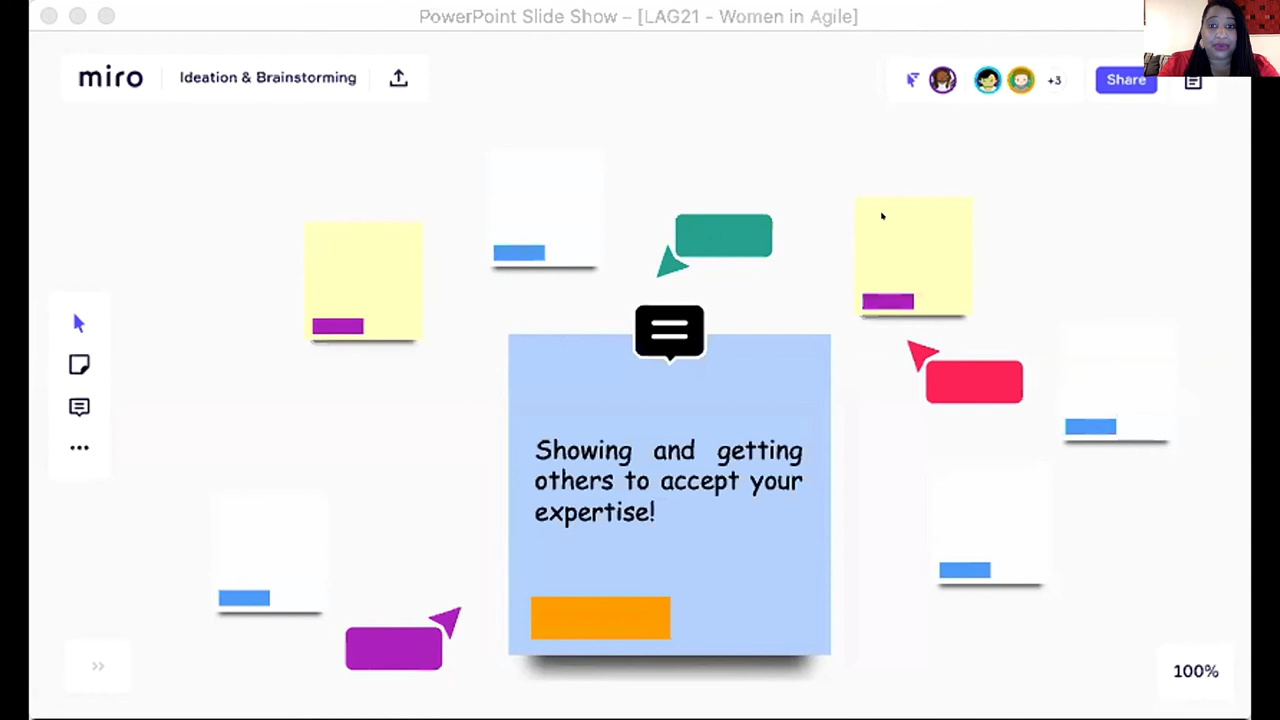 PowerPoint Slide Show – [LAG21 - Women in Agile]
miro
Ideation & Brainstorming
+3
Share
Showing and getting
others to accept your
expertise!
100%